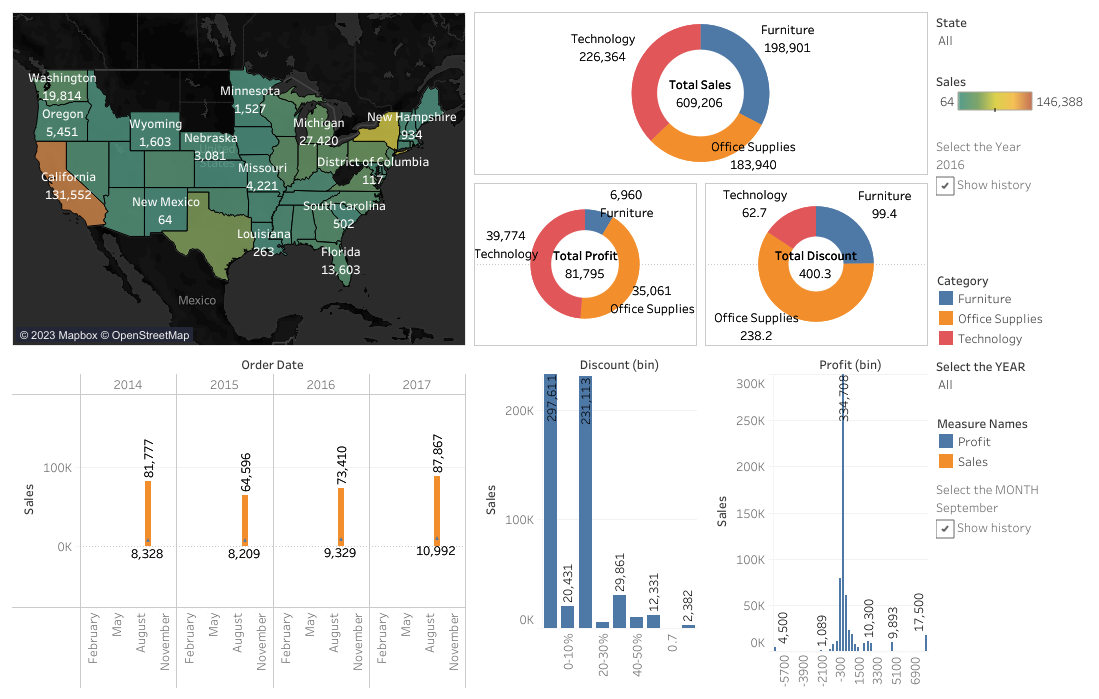 Washington
19,814
Oregon
5,451
California
131,552
Wyoming
1,603
Nebraska
3,081
United States
Minnesota
1,527
Michigan
27,420
New Hampshire
934
Missouri
4,221
District of Columbia
117
New Mexico
64
South Carolina
502
Louisiana
263
Florida
13,603
Mexico
© 2023 Mapbox © OpenStreetMap
Technology
226,364
Furniture
198,901
Total Sales
609,206
Office Supplies
183,940
6,960
Furniture
39,774
Technology
Total Profit
81,795
35,061
Office Supplies
Technology
62.7
Furniture
99.4
Total Discount
400.3
Office Supplies
238.2
State
All
Sales
64 146,388
Select the Year
2016
Show history
Category
Furniture
Office Supplies
Technology
Select the YEAR
All
Measure Names
Profit
Sales
Select the MONTH
September
Show history
Order Date
2014 2015 2016 2017
Sales
100K
0K
81,777
8,328
64,596
8,209
73,410
9,329
87,867
10,992
February May August November February May August November February May August November February May August November
Discount (bin)
Sales
200K
100K
0K
297,611
20,431
231,113
29,861
12,331
2,382
0-10% 20-30% 40-50% 0.7
Profit (bin)
Sales
300K
250K
200K
150K
100K
50K
0K
4,500
1,089
334,708
10,300
9,893
17,500
-5700 -3900 -2100 -300 1500 3300 5100 6900